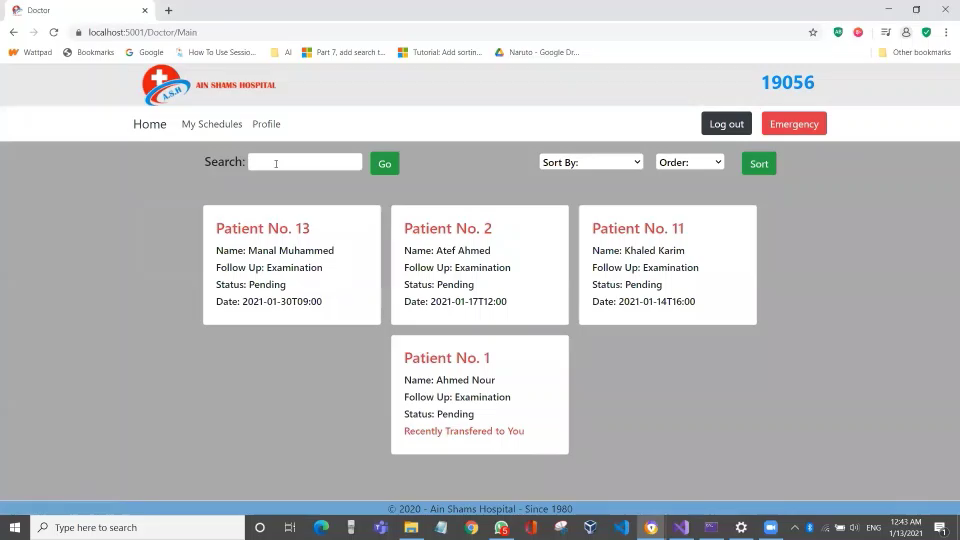 Doctor
localhost:5001/Doctor/Main
Wattpad Bookmarks Google How To Use Sessio... AI Part 7, add search t... Tutorial: Add sortin... Naruto - Google Dr... Other bookmarks
A.S.H AIN SHAMS HOSPITAL 19056
Home My Schedules Profile Log out Emergency
Search: Go Sort By: Order: Sort
Patient No. 13
Name: Manal Muhammed
Follow Up: Examination
Status: Pending
Date: 2021-01-30T09:00
Patient No. 2
Name: Atef Ahmed
Follow Up: Examination
Status: Pending
Date: 2021-01-17T12:00
Patient No. 11
Name: Khaled Karim
Follow Up: Examination
Status: Pending
Date: 2021-01-14T16:00
Patient No. 1
Name: Ahmed Nour
Follow Up: Examination
Status: Pending
Recently Transfered to You
© 2020 - Ain Shams Hospital - Since 1980
Type here to search
ENG
12:43 AM
1/13/2021